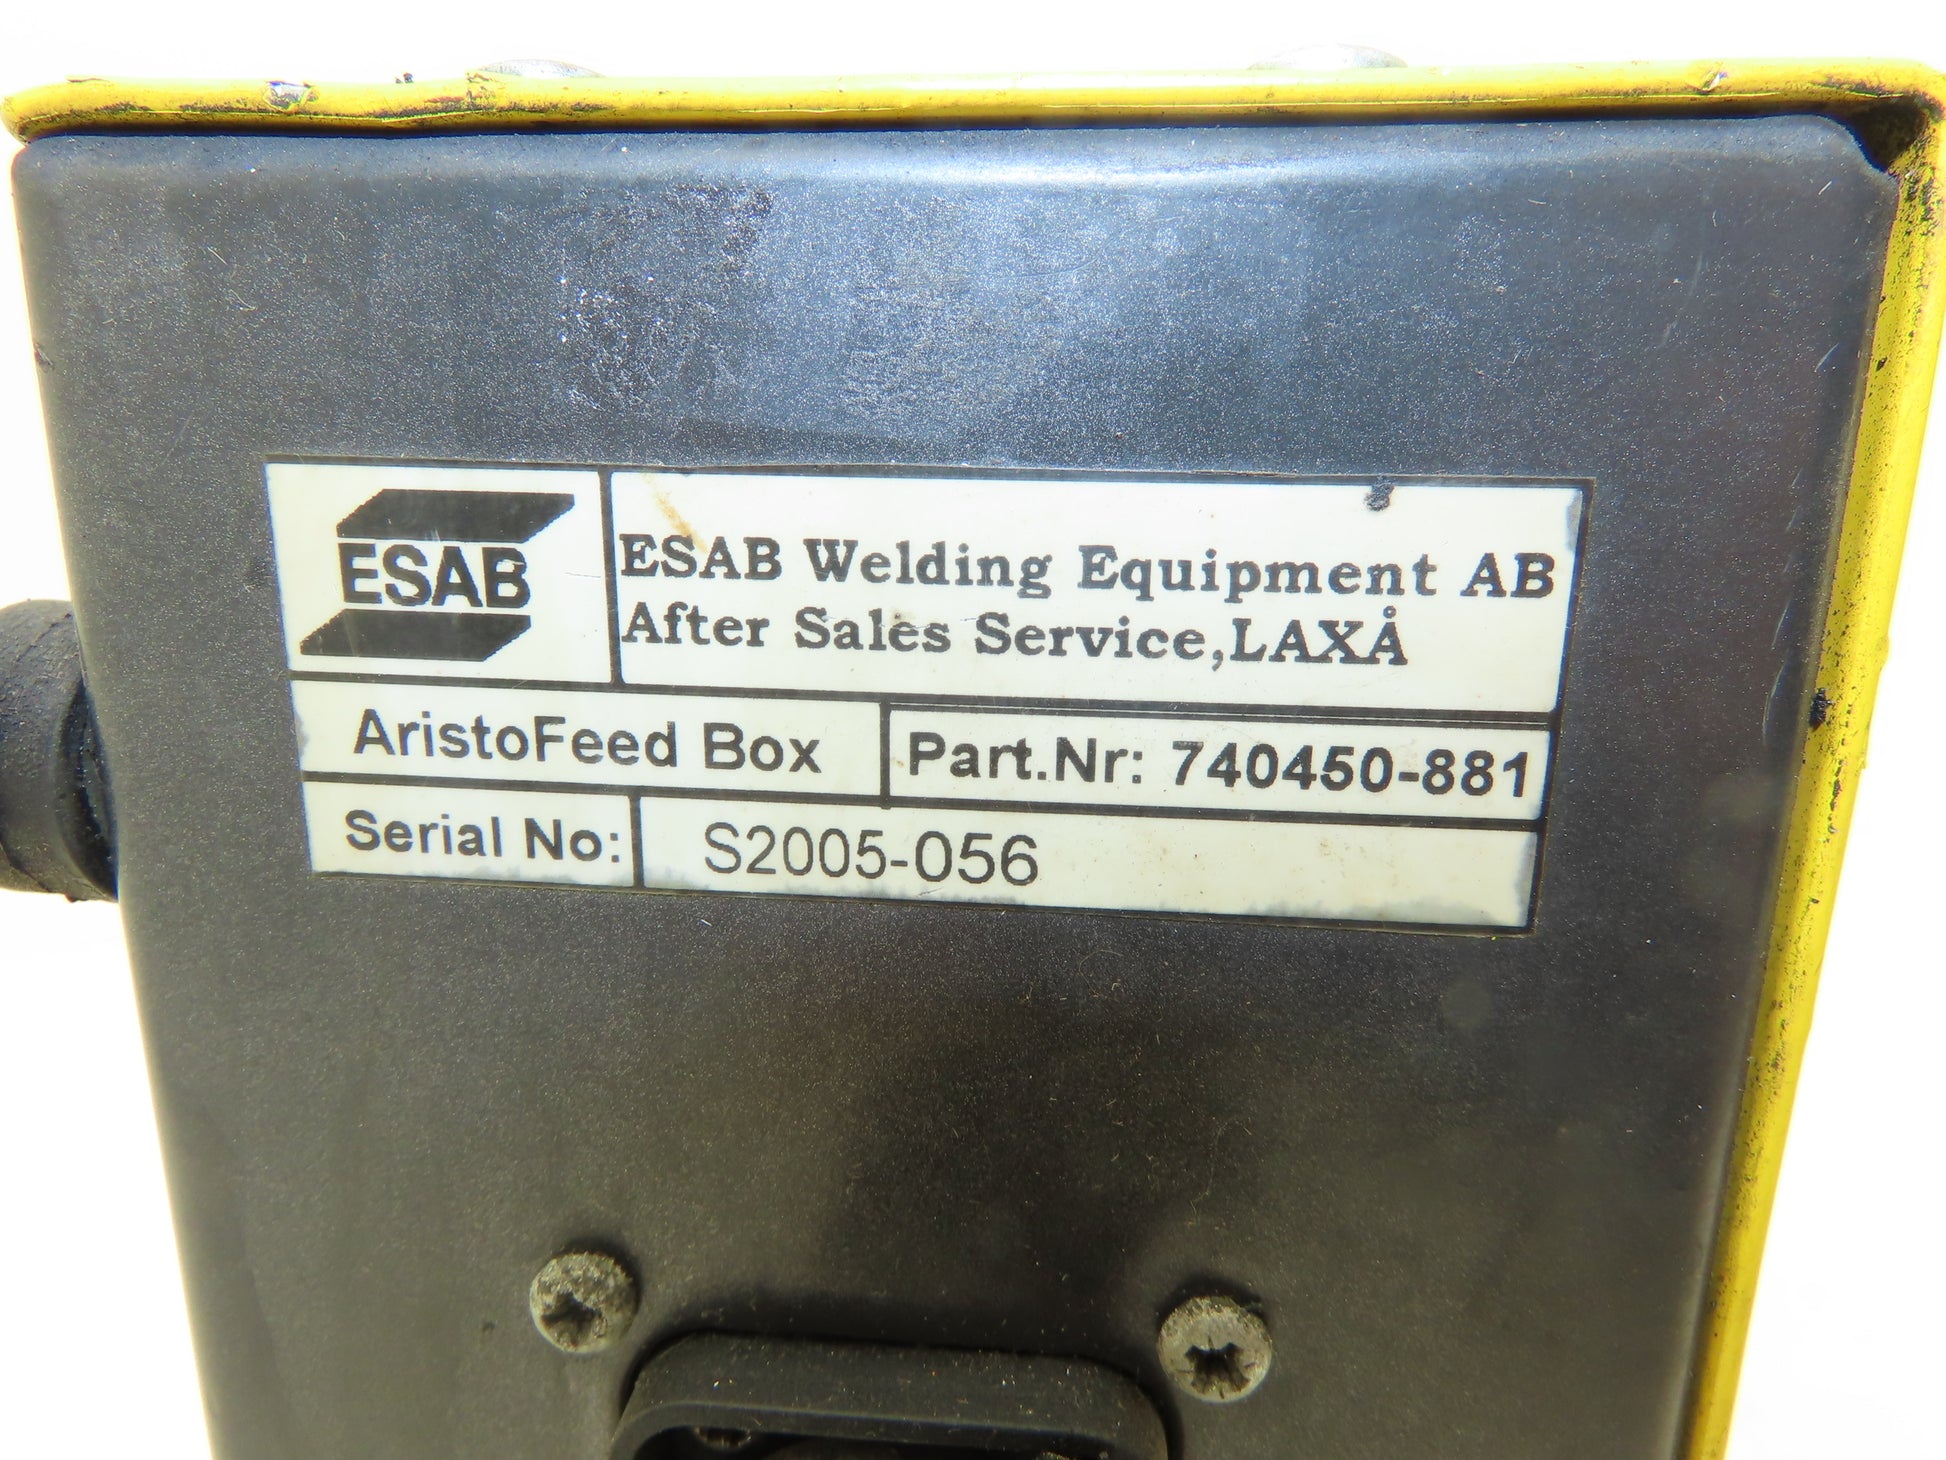 ESAB
ESAB Welding Equipment AB
After Sales Service,LAXÅ
AristoFeed Box
Part.Nr: 740450-881
Serial No:
S2005-056